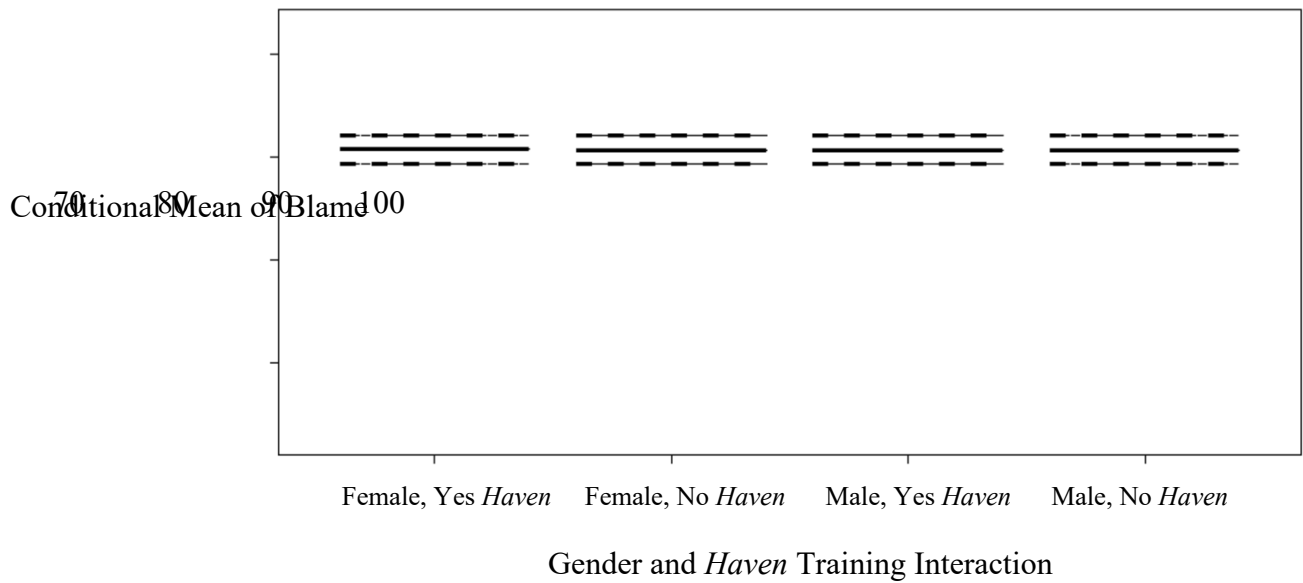 70 80 90 100
Conditional Mean of Blame
Female, Yes Haven Female, No Haven Male, Yes Haven Male, No Haven
Gender and Haven Training Interaction